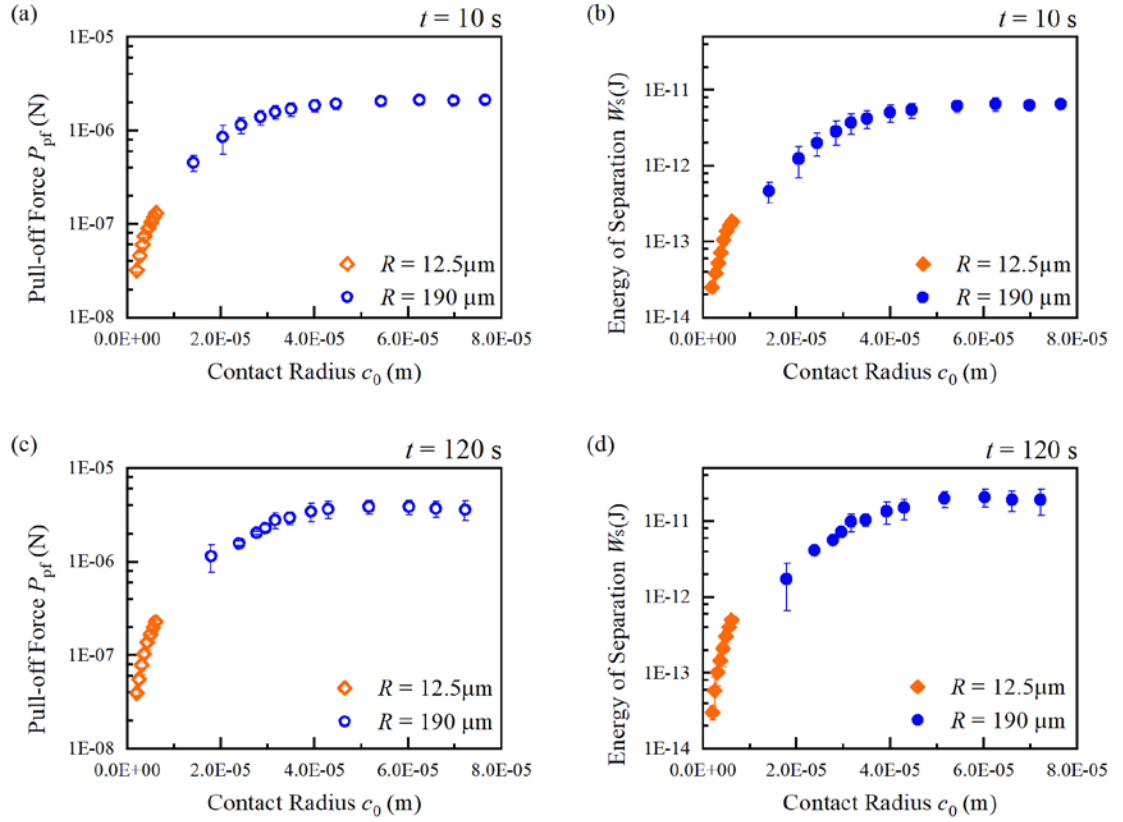 (a)
t = 10 s
1E-05
1E-06
1E-07
1E-08
Pull-off Force Ppf (N)
R = 12.5µm
R = 190 µm
0.0E+00 2.0E-05 4.0E-05 6.0E-05 8.0E-05
Contact Radius c0 (m)
(b)
t = 10 s
1E-11
1E-12
1E-13
1E-14
Energy of Separation Ws(J)
R = 12.5µm
R = 190 µm
0.0E+00 2.0E-05 4.0E-05 6.0E-05 8.0E-05
Contact Radius c0 (m)
(c)
t = 120 s
1E-05
1E-06
1E-07
1E-08
Pull-off Force Ppf (N)
R = 12.5µm
R = 190 µm
0.0E+00 2.0E-05 4.0E-05 6.0E-05 8.0E-05
Contact Radius c0 (m)
(d)
t = 120 s
1E-11
1E-12
1E-13
1E-14
Energy of Separation Ws(J)
R = 12.5µm
R = 190 µm
0.0E+00 2.0E-05 4.0E-05 6.0E-05 8.0E-05
Contact Radius c0 (m)